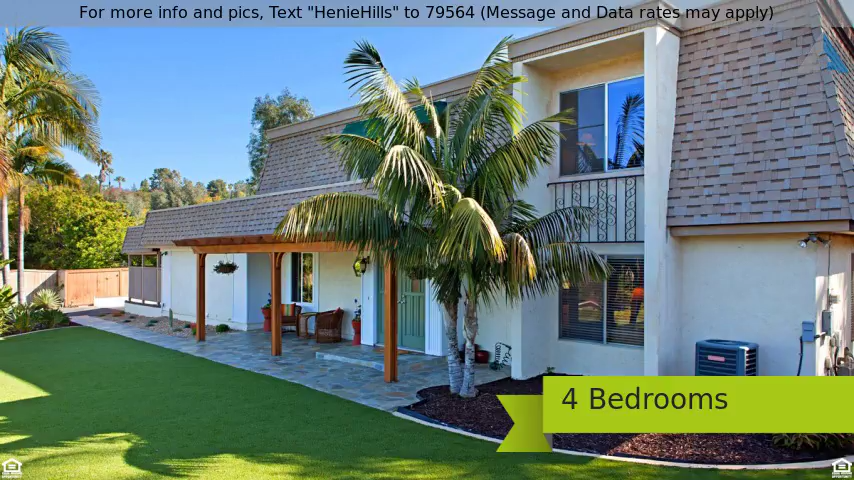 For more info and pics, Text "HenieHills" to 79564 (Message and Data rates may apply)
4 Bedrooms